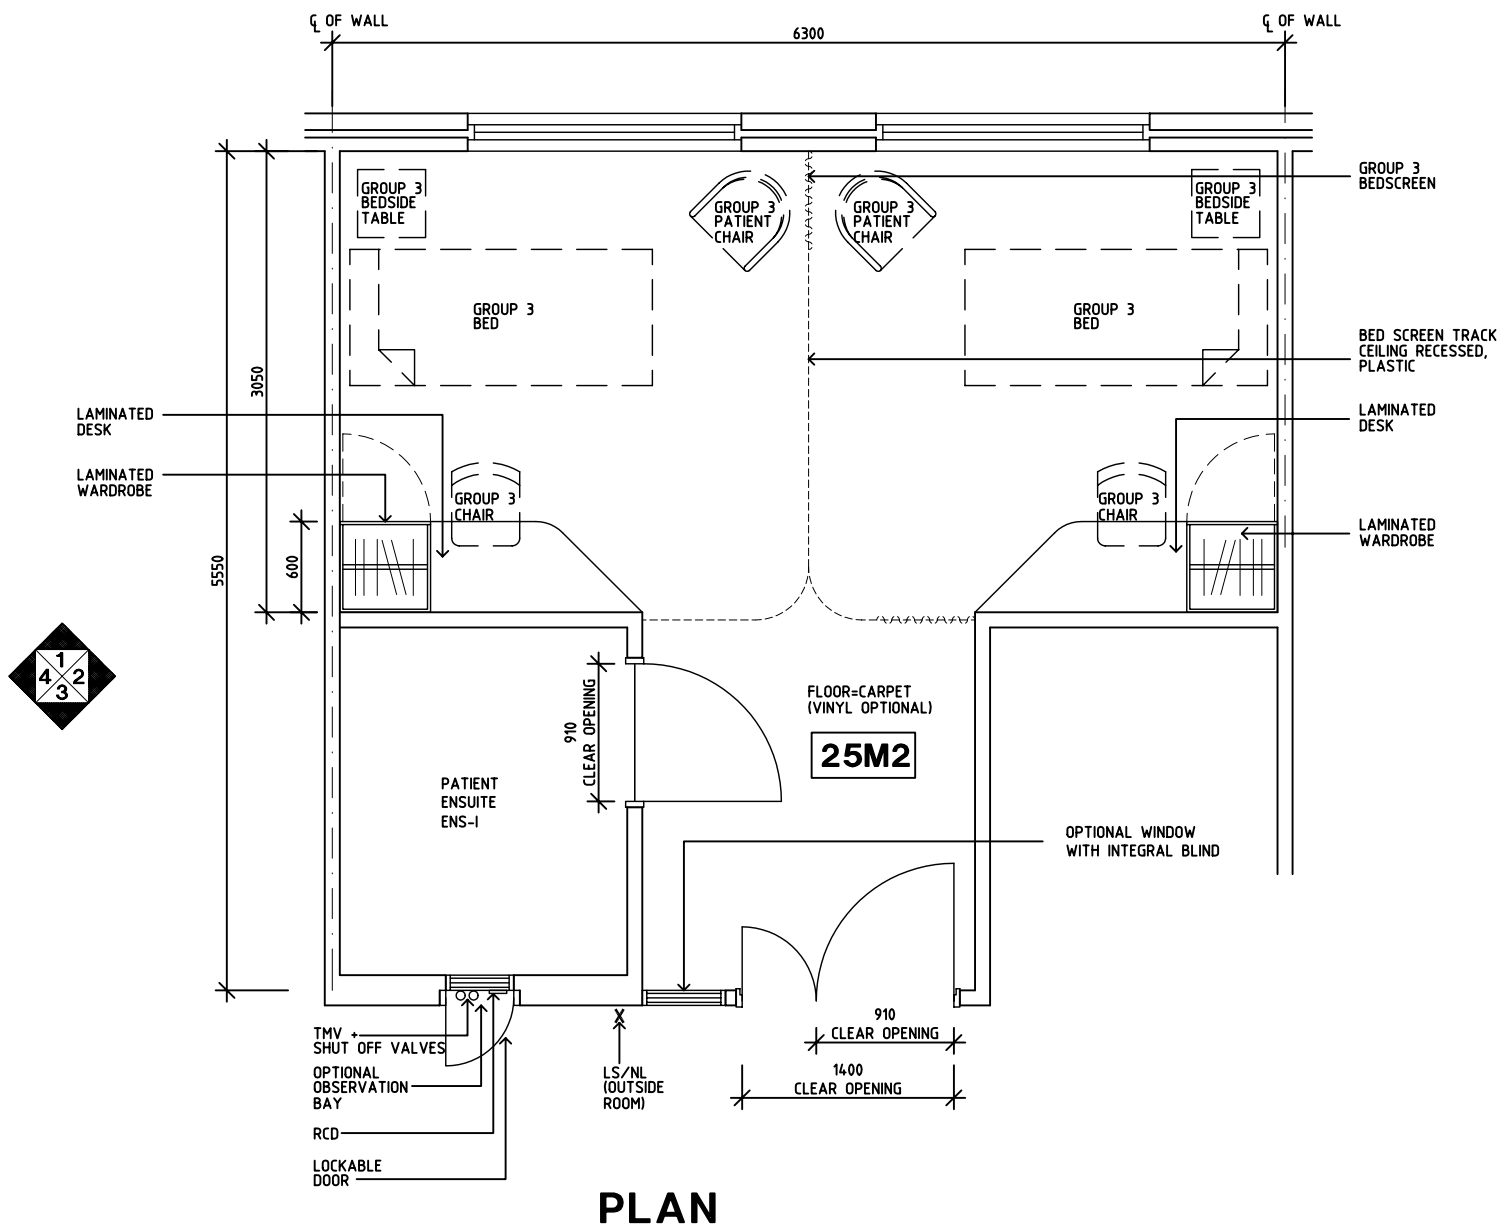 ℄ OF WALL
℄ OF WALL
6300
GROUP 3
BEDSIDE
TABLE
GROUP 3
PATIENT
CHAIR
GROUP 3
PATIENT
CHAIR
GROUP 3
BEDSIDE
TABLE
GROUP 3
BEDSCREEN
GROUP 3
BED
GROUP 3
BED
BED SCREEN TRACK
CEILING RECESSED,
PLASTIC
3050
LAMINATED
DESK
LAMINATED
DESK
LAMINATED
WARDROBE
GROUP 3
CHAIR
GROUP 3
CHAIR
LAMINATED
WARDROBE
5550
600
1
4 2
3
910
CLEAR OPENING
FLOOR=CARPET
(VINYL OPTIONAL)
25M2
PATIENT
ENSUITE
ENS-I
OPTIONAL WINDOW
WITH INTEGRAL BLIND
TMV +
SHUT OFF VALVES
OPTIONAL
OBSERVATION
BAY
RCD
LOCKABLE
DOOR
X
LS/NL
(OUTSIDE
ROOM)
910
CLEAR OPENING
1400
CLEAR OPENING
PLAN